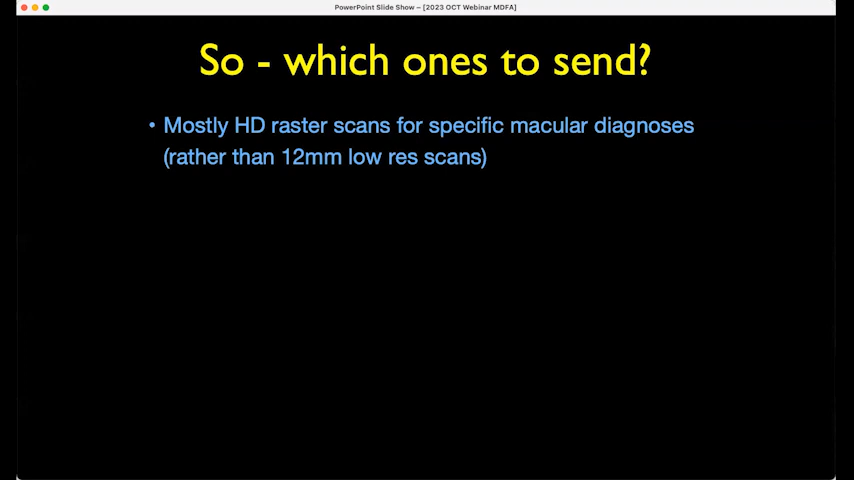 PowerPoint Slide Show – [2023 OCT Webinar MDFA]
So - which ones to send?
• Mostly HD raster scans for specific macular diagnoses
(rather than 12mm low res scans)